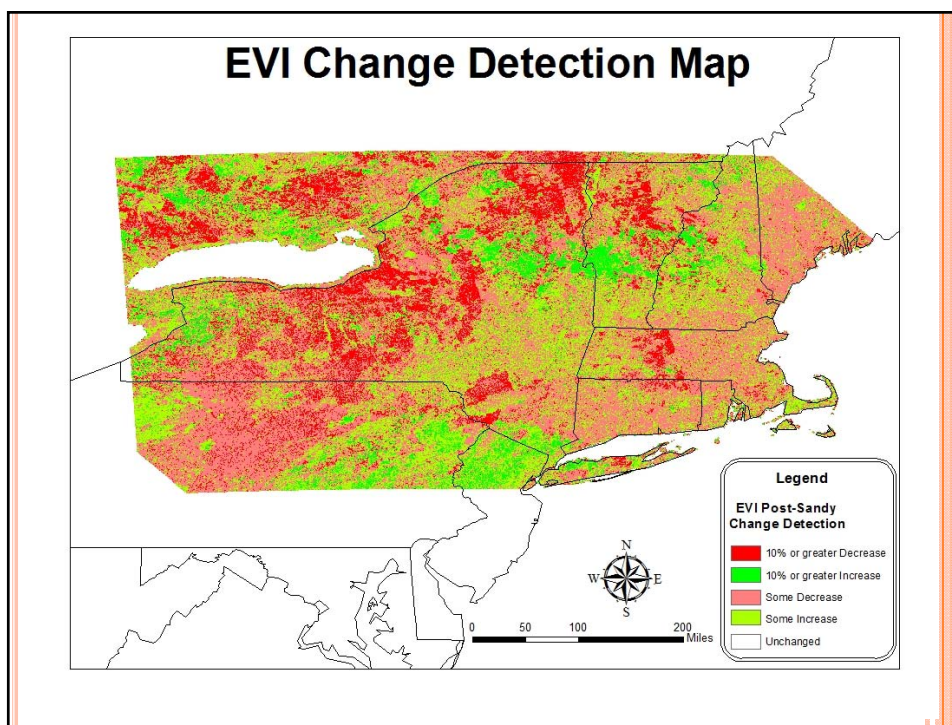 EVI Change Detection Map
Legend
EVI Post-Sandy
Change Detection
10% or greater Decrease
10% or greater Increase
Some Decrease
Some Increase
Unchanged
N
W E
S
0 50 100 200
Miles